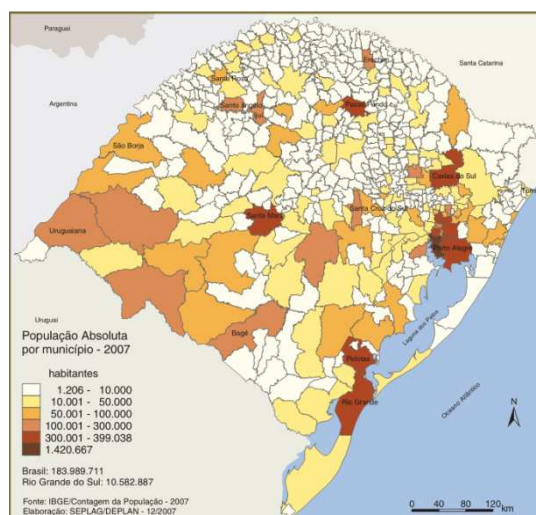 Paraguai
Santa Catarina
Argentina
Erechim
Santa Rosa
Santo Ângelo
Ijuí
Passo Fundo
São Borja
Caxias do Sul
Santa Cruz do Sul
Santa Maria
Uruguaiana
Porto Alegre
Uruguai
Bagé
Laguna dos Patos
Pelotas
Rio Grande
Oceano Atlântico
População Absoluta
por município - 2007
habitantes
1.206 - 10.000
10.001 - 50.000
50.001 - 100.000
100.001 - 300.000
300.001 - 399.038
1.420.667
Brasil: 183.989.711
Rio Grande do Sul: 10.582.887
Fonte: IBGE/Contagem da População - 2007
Elaboração: SEPLAG/DEPLAN - 12/2007
N
0 40 80 120
km